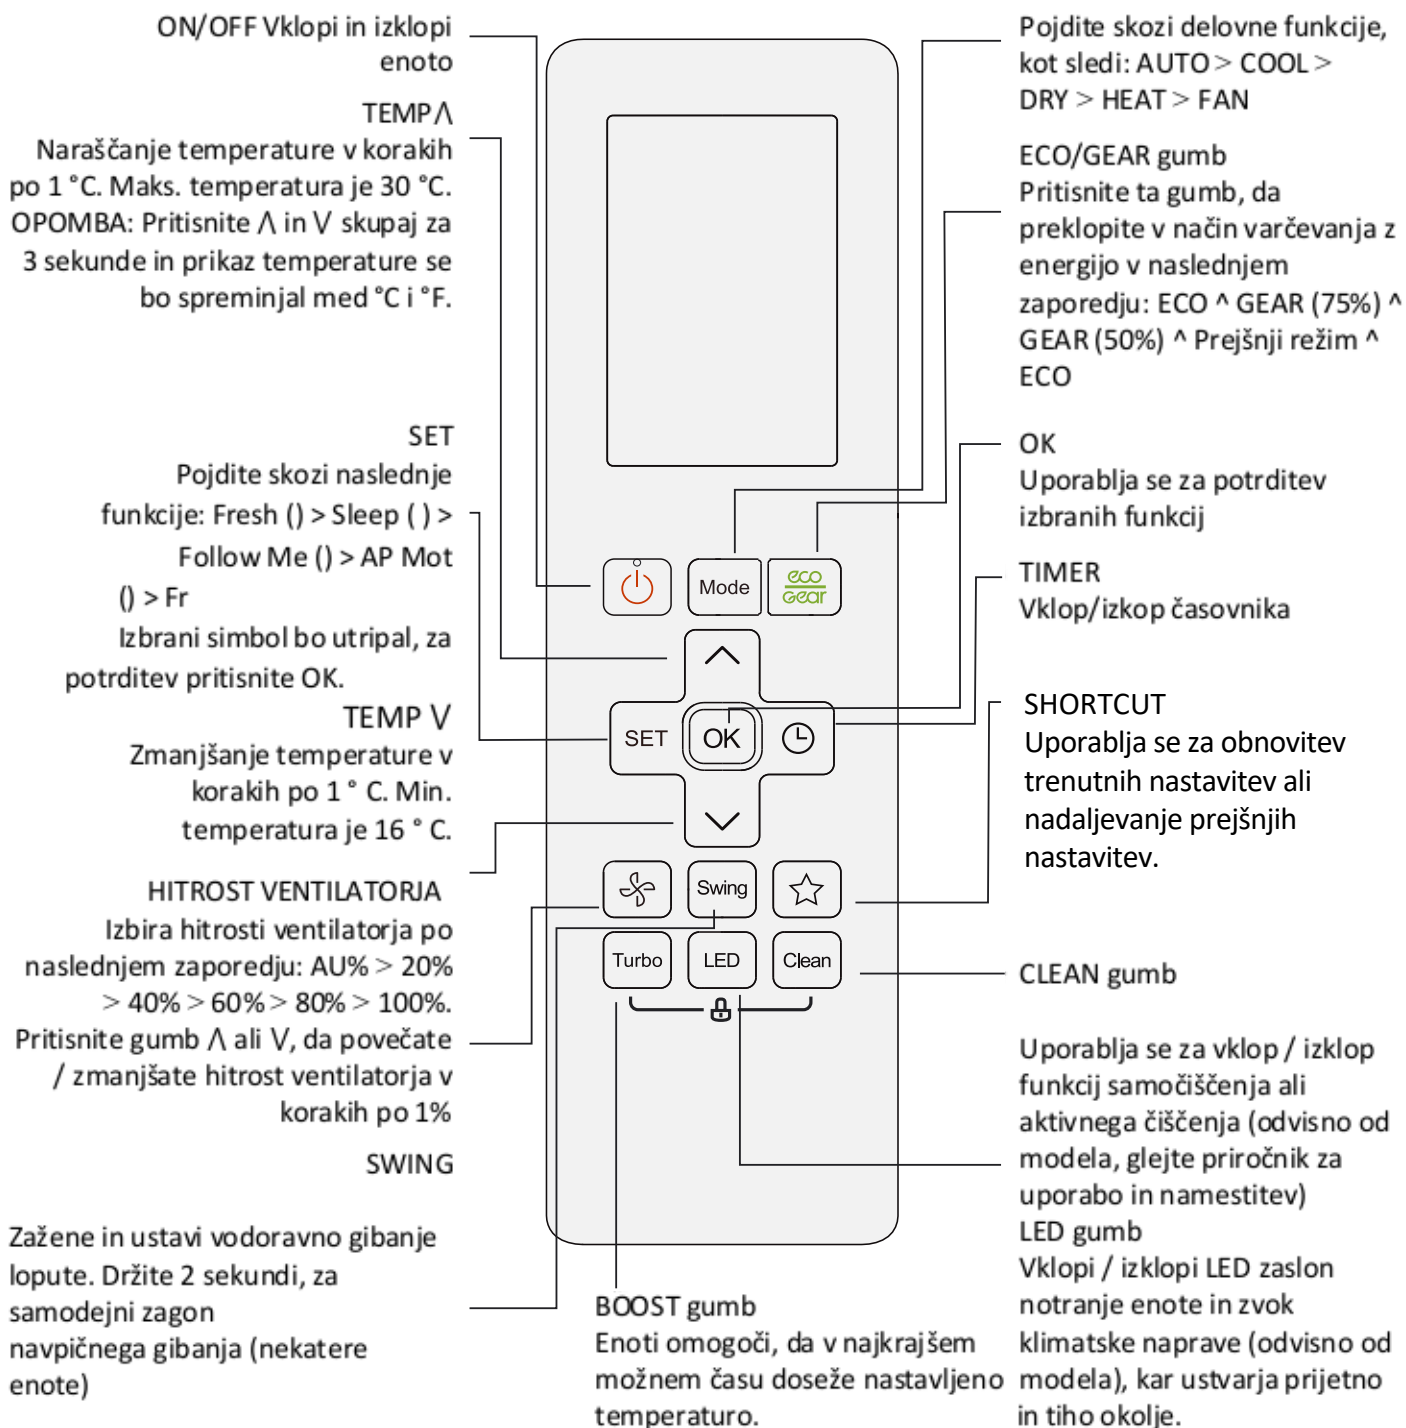 ON/OFF Vklopi in izklopi
enoto
TEMP Λ
Naraščanje temperature v korakih
po 1 °C. Maks. temperatura je 30 °C.
OPOMBA: Pritisnite Λ in V skupaj za
3 sekunde in prikaz temperature se
bo spreminjal med °C i °F.
SET
Pojdite skozi naslednje
funkcije: Fresh () > Sleep ( ) >
Follow Me () > AP Mot
() > Fr
Izbrani simbol bo utripal, za
potrditev pritisnite OK.
TEMP V
Zmanjšanje temperature v
korakih po 1 ° C. Min.
temperatura je 16 ° C.
HITROST VENTILATORJA
Izbira hitrosti ventilatorja po
naslednjem zaporedju: AU% > 20%
> 40% > 60% > 80% > 100%.
Pritisnite gumb Λ ali V, da povečate
/ zmanjšate hitrost ventilatorja v
korakih po 1%
SWING
Zažene in ustavi vodoravno gibanje
lopute. Držite 2 sekundi, za
samodejni zagon
navpičnega gibanja (nekatere
enote)
Mode
eco
Gear
SET
OK
Swing
Turbo
LED
Clean
BOOST gumb
Enoti omogoči, da v najkrajšem
možnem času doseže nastavljeno
temperaturo.
Pojdite skozi delovne funkcije,
kot sledi: AUTO > COOL >
DRY > HEAT > FAN
ECO/GEAR gumb
Pritisnite ta gumb, da
preklopite v način varčevanja z
energijo v naslednjem
zaporedju: ECO ^ GEAR (75%) ^
GEAR (50%) ^ Prejšnji režim ^
ECO
OK
Uporablja se za potrditev
izbranih funkcij
TIMER
Vklop/izkop časovnika
SHORTCUT
Uporablja se za obnovitev
trenutnih nastavitev ali
nadaljevanje prejšnjih
nastavitev.
CLEAN gumb
Uporablja se za vklop / izklop
funkcij samočiščenja ali
aktivnega čiščenja (odvisno od
modela, glejte priročnik za
uporabo in namestitev)
LED gumb
Vklopi / izklopi LED zaslon
notranje enote in zvok
klimatske naprave (odvisno od
modela), kar ustvarja prijetno
in tiho okolje.